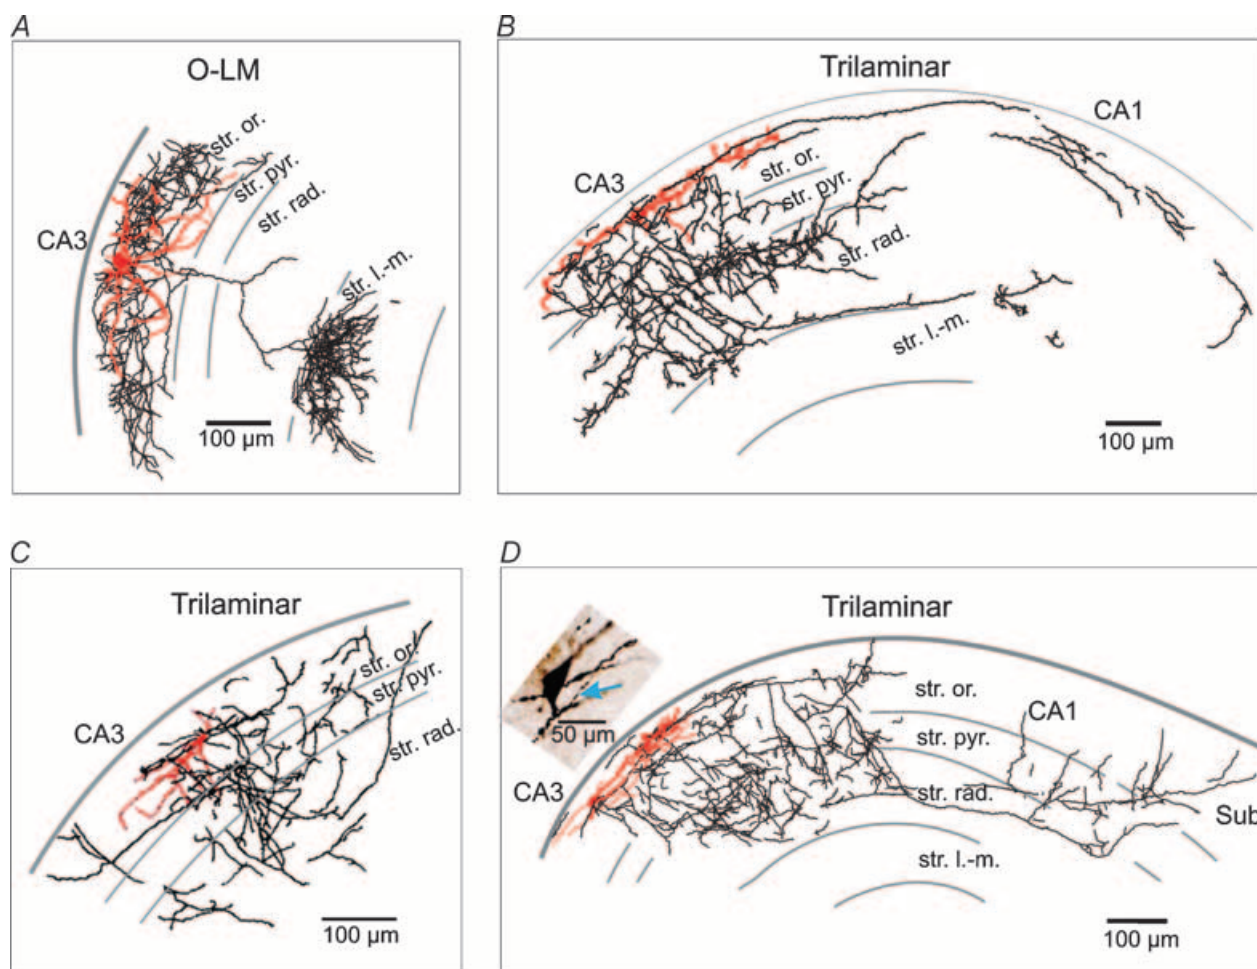 A
O-LM
str. or.
str. pyr.
str. rad.
CA3
str. l.-m.
100 µm
B
Trilaminar
CA1
CA3
str. or.
str. pyr.
str. rad.
str. l.-m.
100 µm
C
Trilaminar
str. or.
str. pyr.
CA3
str. rad.
100 µm
D
Trilaminar
50 µm
str. or.
CA1
str. pyr.
CA3
str. rad.
Sub
str. l.-m.
100 µm